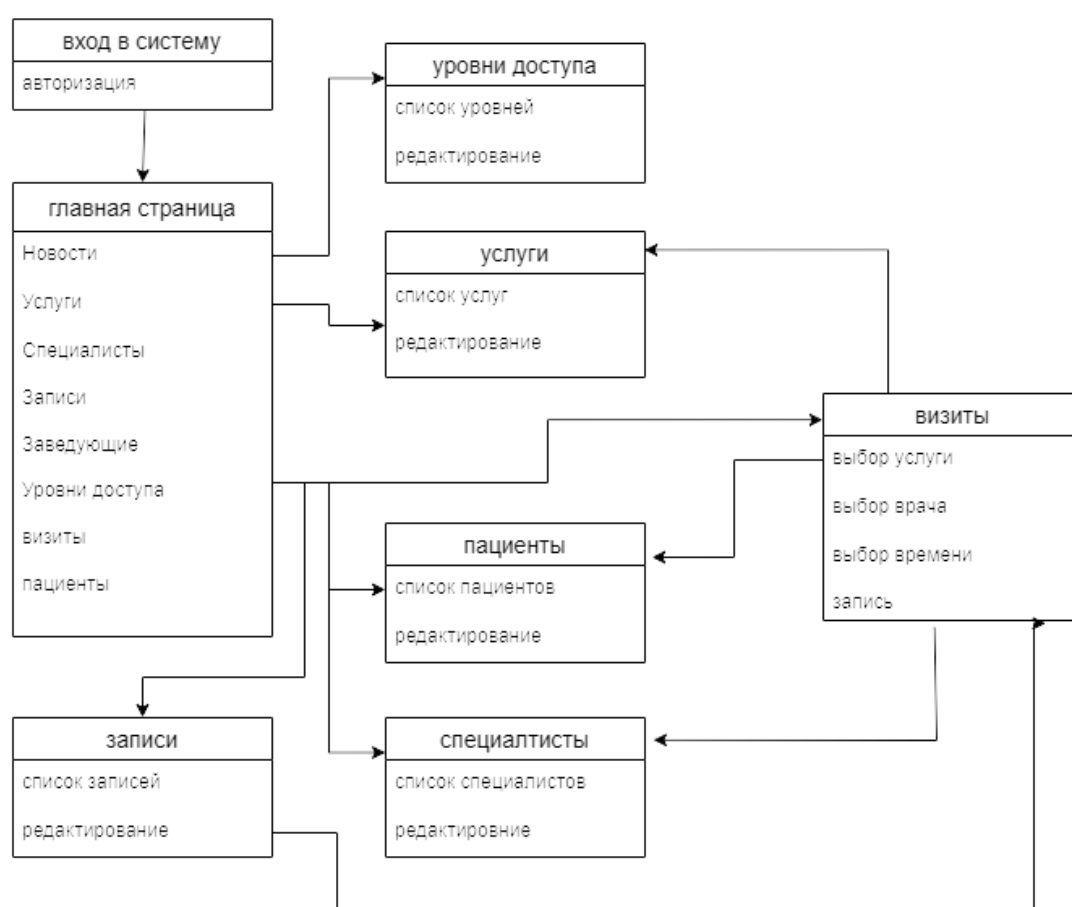 вход в систему
авторизация
главная страница
Новости
Услуги
Специалисты
Записи
Заведующие
Уровни доступа
визиты
пациенты
уровни доступа
список уровней
редактирование
услуги
список услуг
редактирование
визиты
выбор услуги
выбор врача
выбор времени
запись
пациенты
список пациентов
редактирование
записи
список записей
редактирование
специалтисты
список специалистов
редактировние